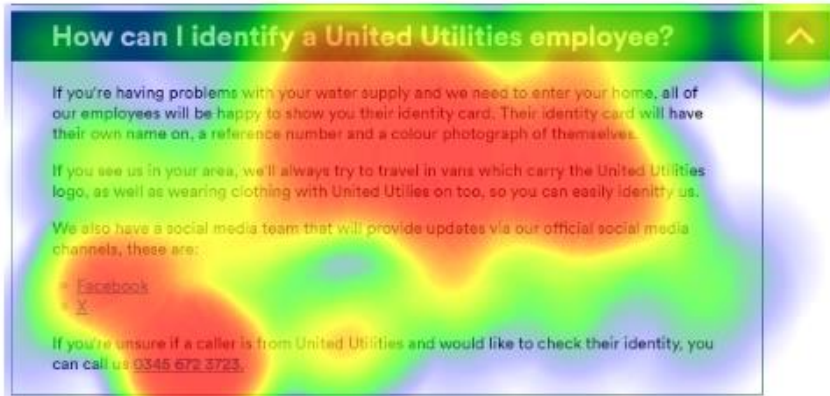 How can I identify a United Utilities employee?
If you're having problems with your water supply and we need to enter your home, all of
our employees will be happy to show you their identity card. Their identity card will have
their own name on, a reference number and a colour photograph of themselves.
If you see us in your area, we'll always try to travel in vans which carry the United Utilities
logo, as well as wearing clothing with United Utilies on too, so you can easily idenitfy us.
We also have a social media team that will provide updates via our official social media
channels, these are:
Facebook
X
If you're unsure if a caller is from United Utilities and would like to check their identity, you
can call us 0345 672 3723.